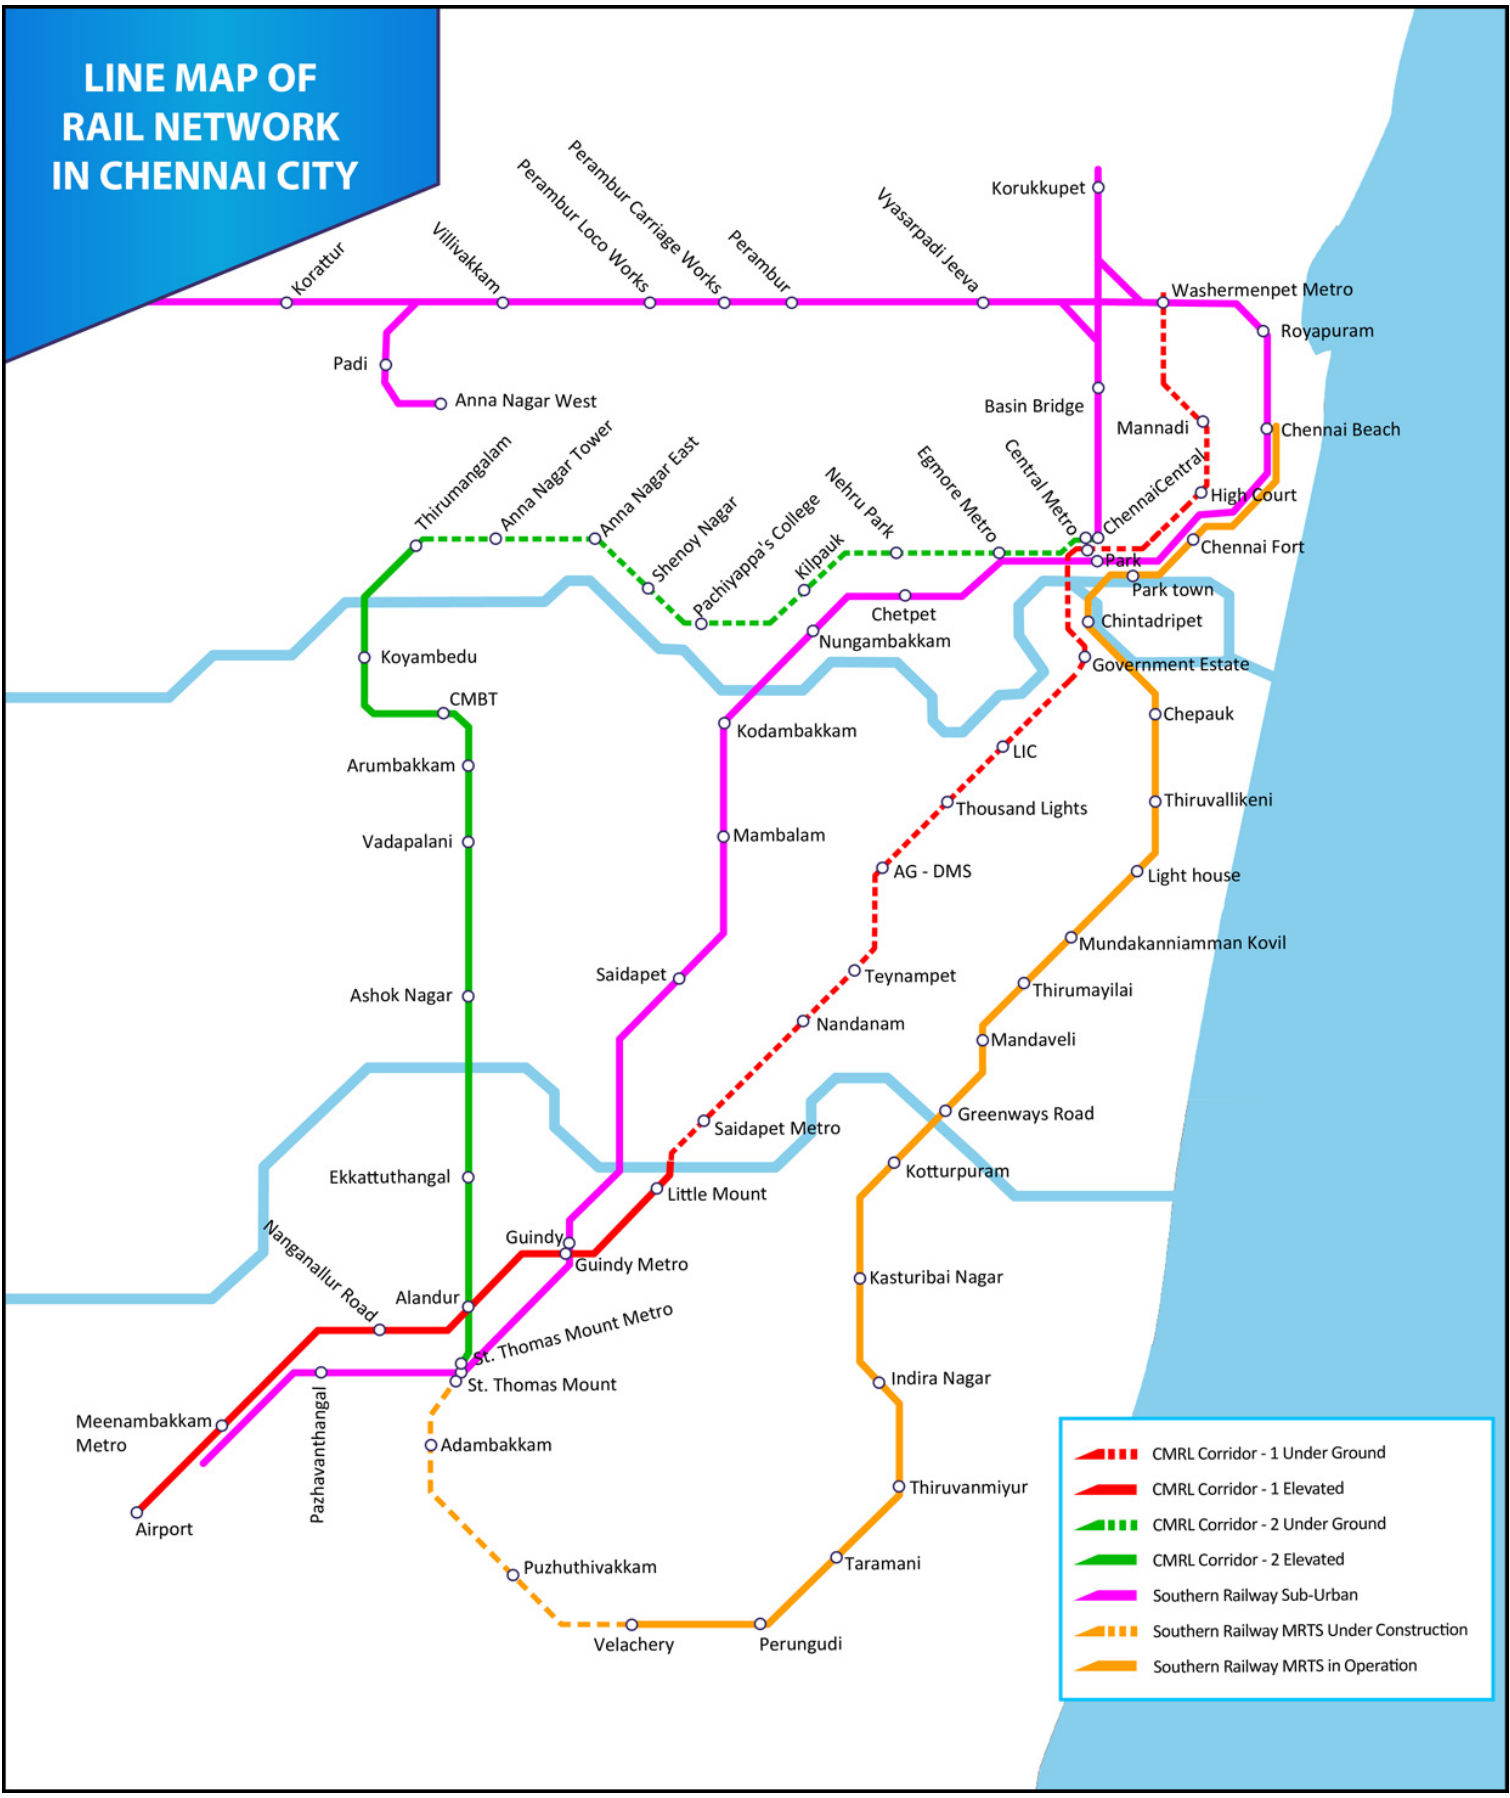 LINE MAP OF
RAIL NETWORK
IN CHENNAI CITY
Korukkupet
Korattur
Villivakkam
Perambur Loco Works
Perambur Carriage Works
Perambur
Vyasarpadi Jeeva
Washermenpet Metro
Royapuram
Padi
Anna Nagar West
Basin Bridge
Mannadi
Chennai Beach
Thirumangalam
Anna Nagar Tower
Anna Nagar East
Shenoy Nagar
Pachiyappa's College
Kilpauk
Nehru Park
Egmore Metro
Central Metro
ChennaiCentral
High Court
Chennai Fort
Park
Park town
Chetpet
Nungambakkam
Chintadripet
Koyambedu
Government Estate
CMBT
Kodambakkam
Chepauk
LIC
Arumbakkam
Thousand Lights
Thiruvallikeni
Vadapalani
Mambalam
AG - DMS
Light house
Mundakanniamman Kovil
Saidapet
Teynampet
Thirumayilai
Ashok Nagar
Nandanam
Mandaveli
Greenways Road
Saidapet Metro
Kotturpuram
Ekkattuthangal
Little Mount
Nanganallur Road
Guindy
Guindy Metro
Kasturibai Nagar
Alandur
St. Thomas Mount Metro
St. Thomas Mount
Indira Nagar
Meenambakkam
Metro
Pazhavanthangal
Adambakkam
Airport
Thiruvanmiyur
Puzhuthivakkam
Taramani
Velachery
Perungudi
CMRL Corridor - 1 Under Ground
CMRL Corridor - 1 Elevated
CMRL Corridor - 2 Under Ground
CMRL Corridor - 2 Elevated
Southern Railway Sub-Urban
Southern Railway MRTS Under Construction
Southern Railway MRTS in Operation